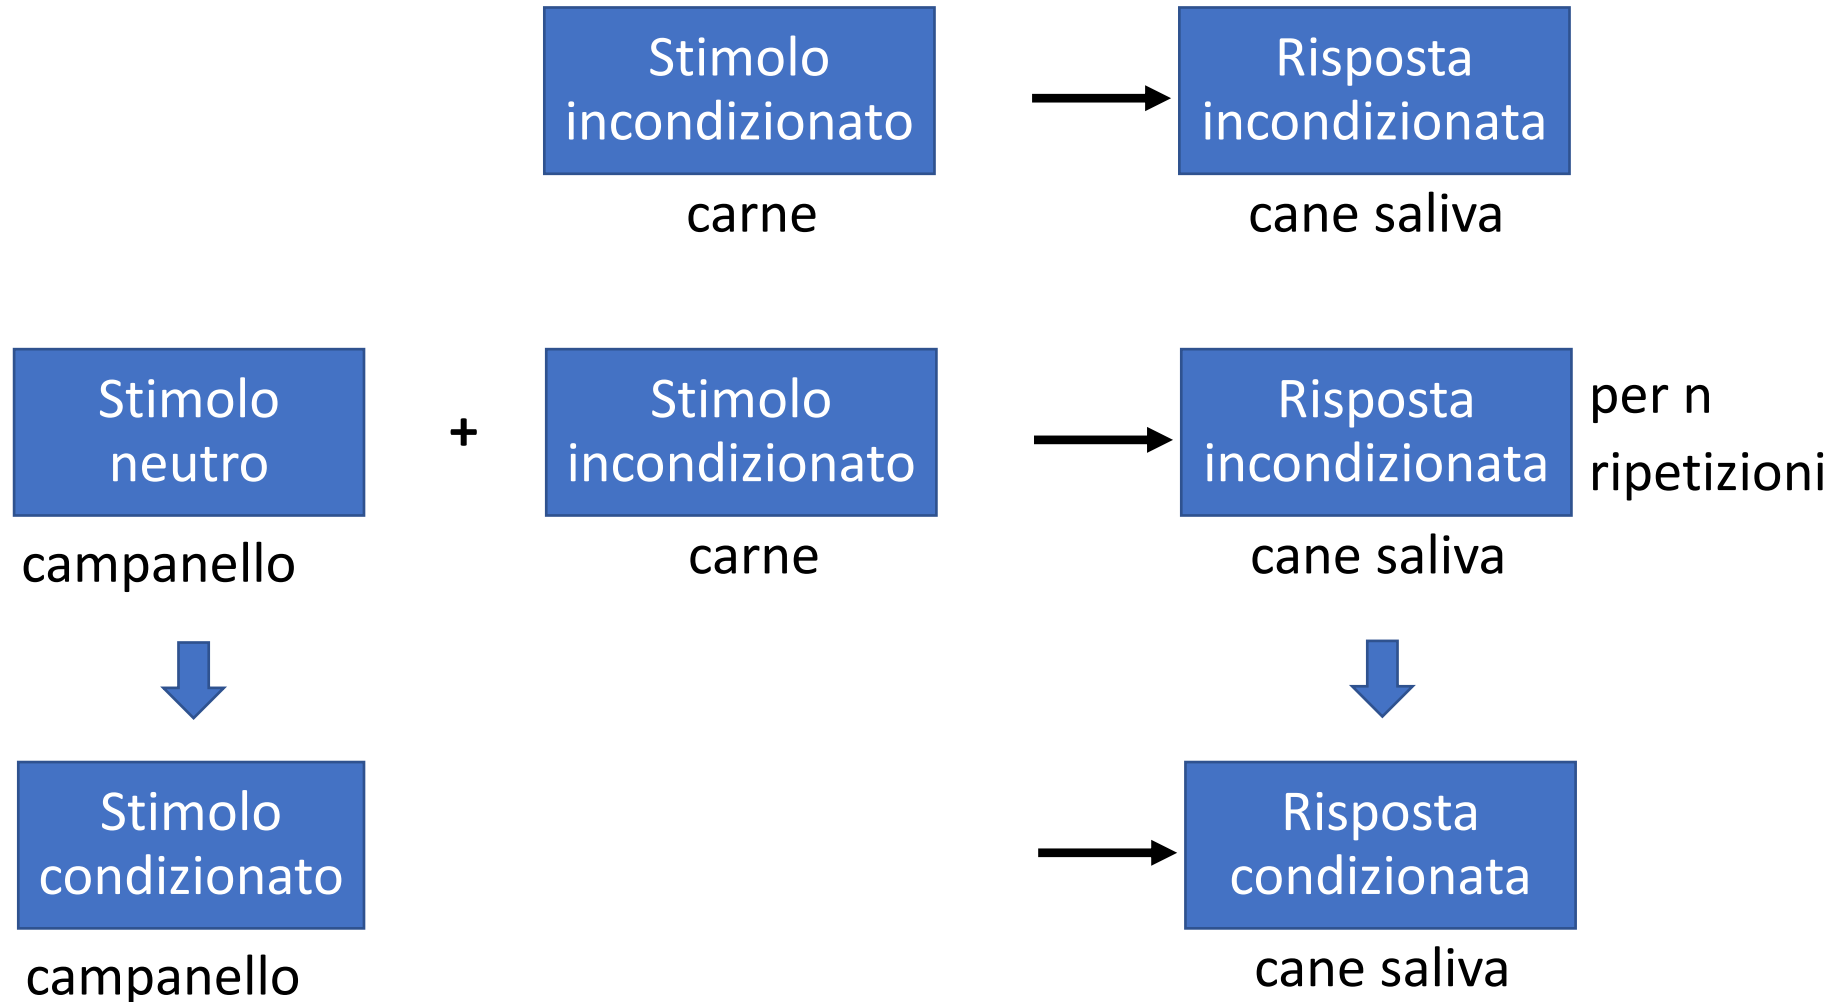 Stimolo
incondizionato
Risposta
incondizionata
carne
cane saliva
Stimolo
neutro
+
Stimolo
incondizionato
Risposta
incondizionata
per n
ripetizioni
campanello
carne
cane saliva
Stimolo
condizionato
Risposta
condizionata
campanello
cane saliva